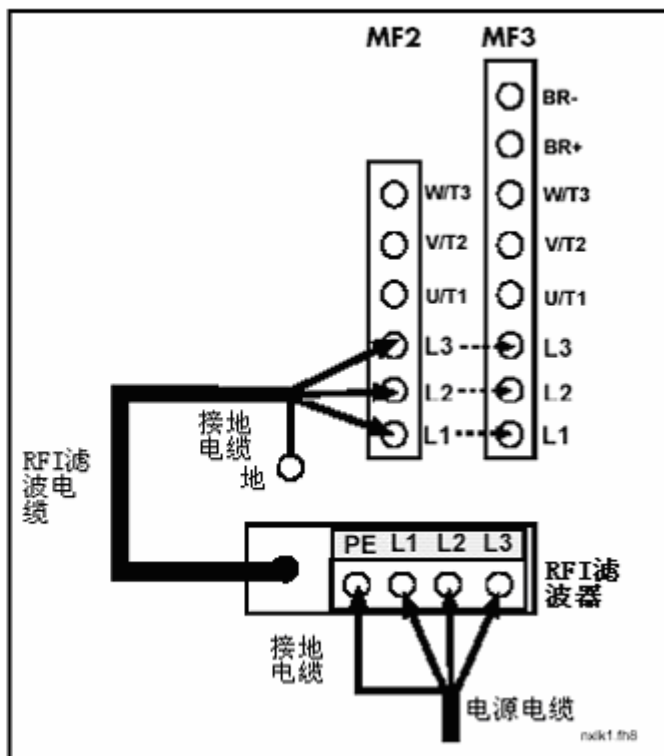 MF2
MF3
BR-
BR+
W/T3
W/T3
V/T2
V/T2
U/T1
U/T1
L3
L3
L2
L2
L1
L1
接地
电缆
地
RFI滤
波电
缆
PE L1 L2 L3
RFI滤
波器
接地
电缆
电源电缆
nxlk1.fh8